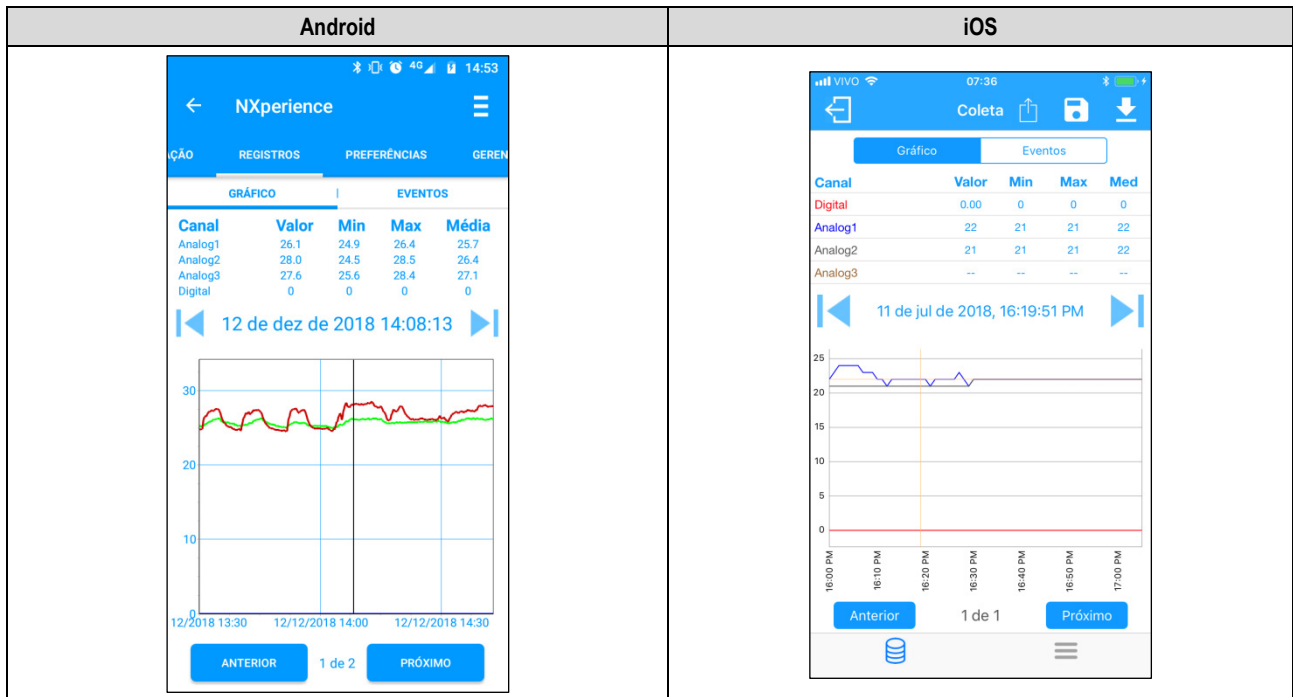 Android
iOS
4G 14:53
NXperience
AÇÃO REGISTROS PREFERÊNCIAS GEREN
GRÁFICO | EVENTOS
Canal Valor Min Max Média
Analog1 26.1 24.9 26.4 25.7
Analog2 28.0 24.5 28.5 26.4
Analog3 27.6 25.6 28.4 27.1
Digital 0 0 0 0
12 de dez de 2018 14:08:13
30
20
10
0
12/2018 13:30 12/12/2018 14:00 12/12/2018 14:30
ANTERIOR 1 de 2 PRÓXIMO
VIVO 07:36
Coleta
Gráfico Eventos
Canal Valor Min Max Med
Digital 0.00 0 0 0
Analog1 22 21 21 22
Analog2 21 21 21 22
Analog3 -- -- -- --
11 de jul de 2018, 16:19:51 PM
25
20
15
10
5
0
16:00 PM
16:10 PM
16:20 PM
16:30 PM
16:40 PM
16:50 PM
17:00 PM
Anterior 1 de 1 Próximo